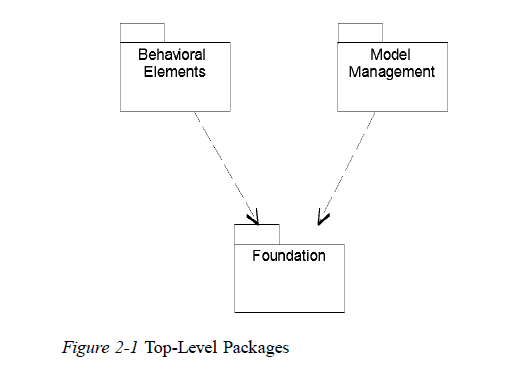 Behavioral
Elements
Model
Management
Foundation
Figure 2-1 Top-Level Packages